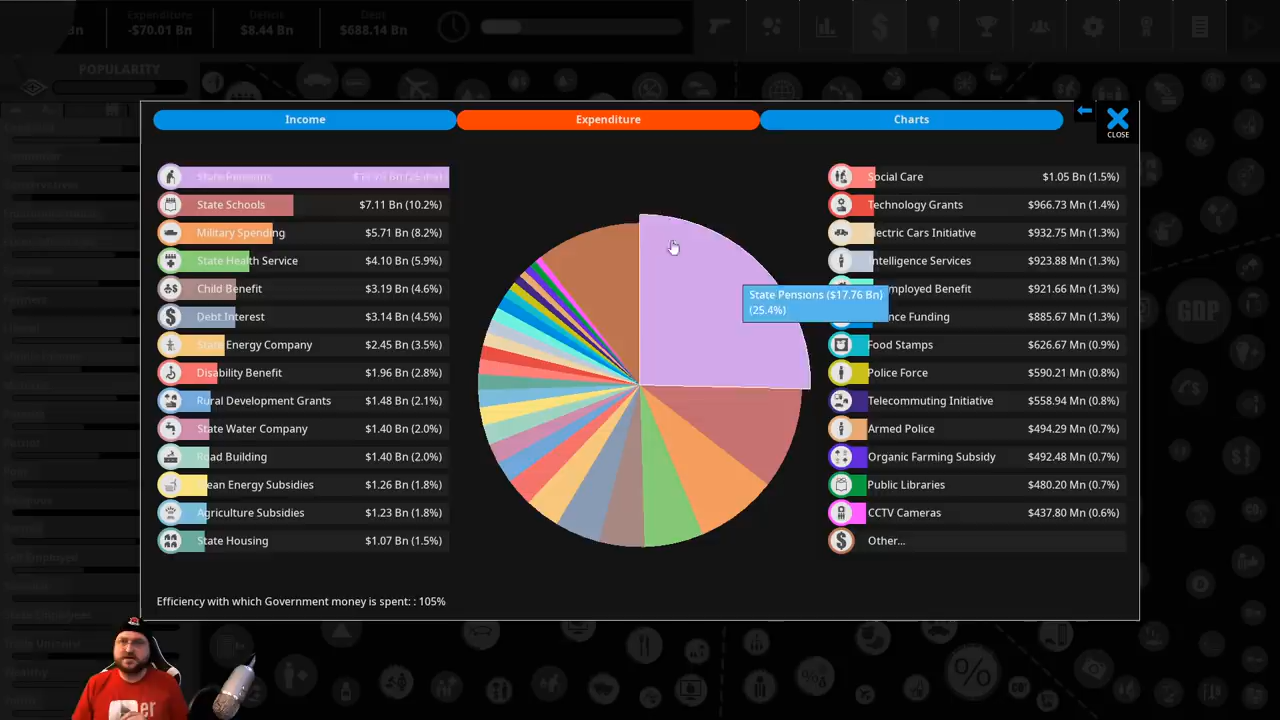 Expenditure
Bn
-$70.01 Bn
$8.44 Bn
Debt
$688.14 Bn
POPULARITY
Income
Expenditure
Charts
CLOSE
State Pensions
State Schools $7.11 Bn (10.2%)
Military Spending $5.71 Bn (8.2%)
State Health Service $4.10 Bn (5.9%)
Child Benefit $3.19 Bn (4.6%)
Debt Interest $3.14 Bn (4.5%)
State Energy Company $2.45 Bn (3.5%)
Disability Benefit $1.96 Bn (2.8%)
Rural Development Grants $1.48 Bn (2.1%)
State Water Company $1.40 Bn (2.0%)
Road Building $1.40 Bn (2.0%)
Clean Energy Subsidies $1.26 Bn (1.8%)
Agriculture Subsidies $1.23 Bn (1.8%)
State Housing $1.07 Bn (1.5%)
State Pensions ($17.76 Bn)
(25.4%)
Social Care $1.05 Bn (1.5%)
Technology Grants $966.73 Mn (1.4%)
Electric Cars Initiative $932.75 Mn (1.3%)
Intelligence Services $923.88 Mn (1.3%)
employed Benefit $921.66 Mn (1.3%)
ence Funding $885.67 Mn (1.3%)
Food Stamps $626.67 Mn (0.9%)
Police Force $590.21 Mn (0.8%)
Telecommuting Initiative $558.94 Mn (0.8%)
Armed Police $494.29 Mn (0.7%)
Organic Farming Subsidy $492.48 Mn (0.7%)
Public Libraries $480.20 Mn (0.7%)
CCTV Cameras $437.80 Mn (0.6%)
Other...
Efficiency with which Government money is spent: : 105%
GDP
er